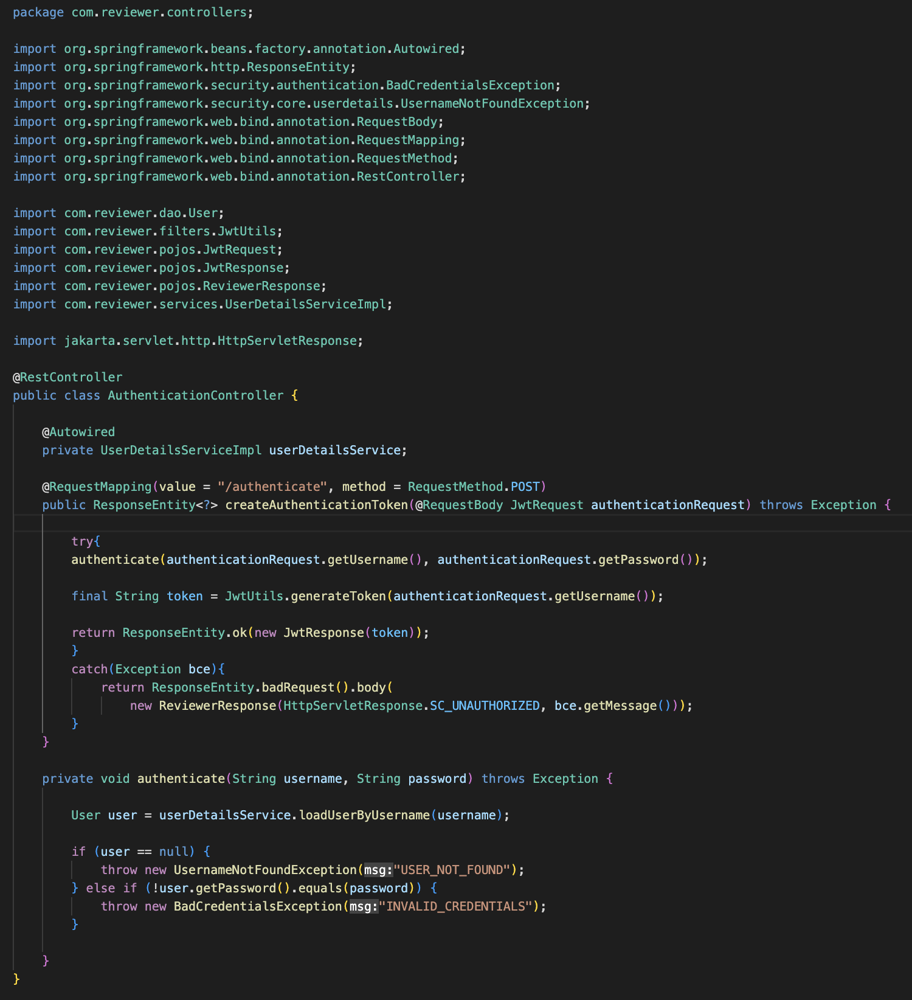 package com.reviewer.controllers;
import org.springframework.beans.factory.annotation.Autowired;
import org.springframework.http.ResponseEntity;
import org.springframework.security.authentication.BadCredentialsException;
import org.springframework.security.core.userdetails.UsernameNotFoundException;
import org.springframework.web.bind.annotation.RequestBody;
import org.springframework.web.bind.annotation.RequestMapping;
import org.springframework.web.bind.annotation.RequestMethod;
import org.springframework.web.bind.annotation.RestController;
import com.reviewer.dao.User;
import com.reviewer.filters.JwtUtils;
import com.reviewer.pojos.JwtRequest;
import com.reviewer.pojos.JwtResponse;
import com.reviewer.pojos.ReviewerResponse;
import com.reviewer.services.UserDetailsServiceImpl;
import jakarta.servlet.http.HttpServletResponse;
@RestController
public class AuthenticationController {
@Autowired
private UserDetailsServiceImpl userDetailsService;
@RequestMapping(value = "/authenticate", method = RequestMethod.POST)
public ResponseEntity<?> createAuthenticationToken(@RequestBody JwtRequest authenticationRequest) throws Exception {
try{
authenticate(authenticationRequest.getUsername(), authenticationRequest.getPassword());
final String token = JwtUtils.generateToken(authenticationRequest.getUsername());
return ResponseEntity.ok(new JwtResponse(token));
}
catch(Exception bce){
return ResponseEntity.badRequest().body(
new ReviewerResponse(HttpServletResponse.SC_UNAUTHORIZED, bce.getMessage()));
}
}
private void authenticate(String username, String password) throws Exception {
User user = userDetailsService.loadUserByUsername(username);
if (user == null) {
throw new UsernameNotFoundException(msg:"USER_NOT_FOUND");
} else if (!user.getPassword().equals(password)) {
throw new BadCredentialsException(msg:"INVALID_CREDENTIALS");
}
}
}